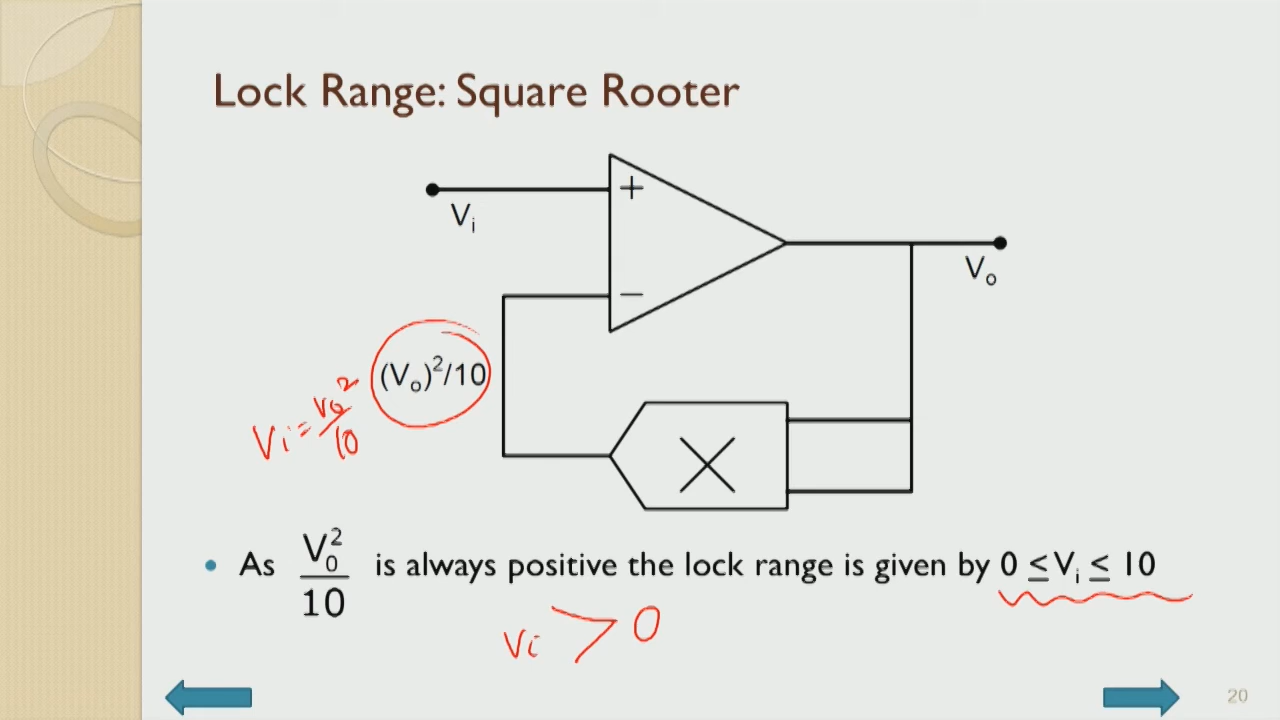 Lock Range: Square Rooter
+
Vi
−
Vo
(Vo)²/10
Vi = vo²/10
X
• As V0²/10 is always positive the lock range is given by 0 ≤ Vi ≤ 10
vi > 0
20